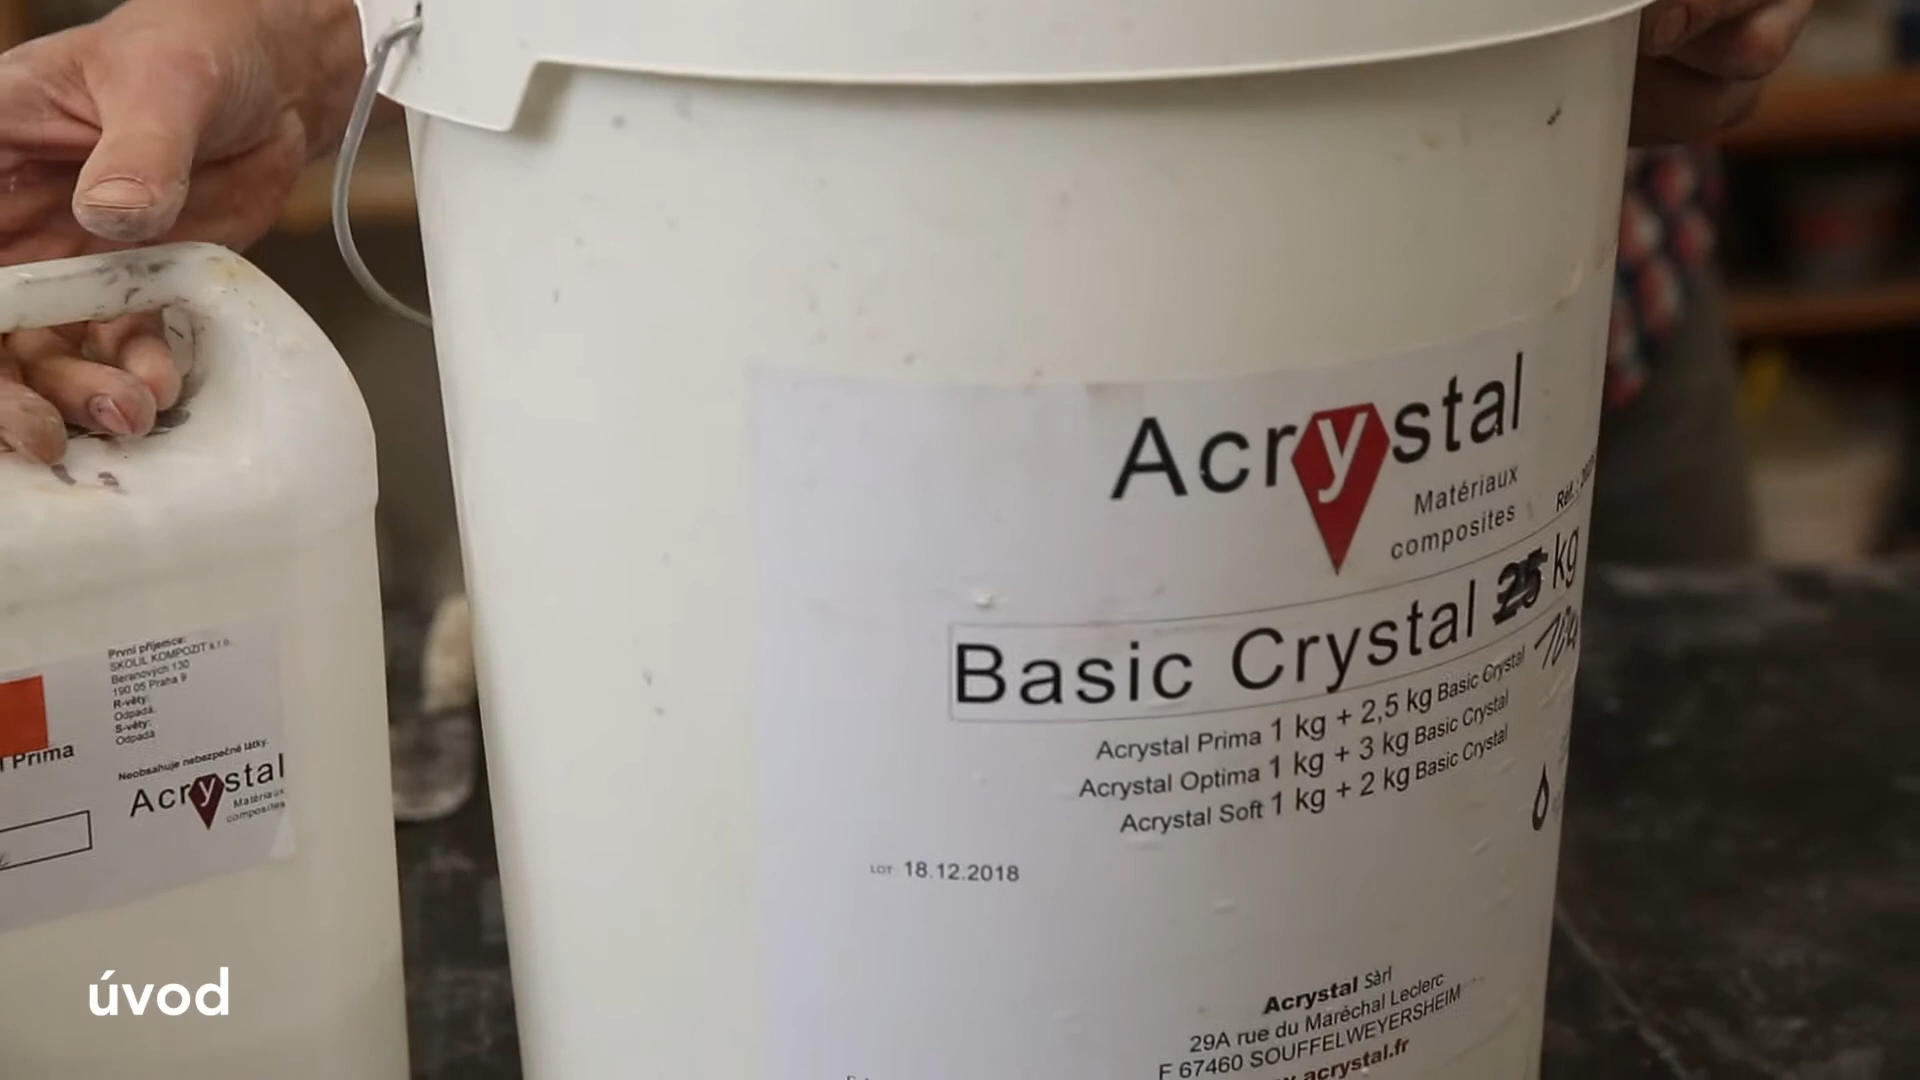 Acrystal
Matériaux
composites
Réf.:
Basic Crystal 25 kg
Acrystal Prima 1 kg + 2,5 kg Basic Crystal
Acrystal Optima 1 kg + 3 kg Basic Crystal
Acrystal Soft 1 kg + 2 kg Basic Crystal
LOT: 18.12.2018
Acrystal Sàrl
29A rue du Maréchal Leclerc
F 67460 SOUFFELWEYERSHEIM
acrystal.fr
První příjemce:
SKOLIL KOMPOZIT s.r.o.
Beranových 130
190 05 Praha 9
R-věty:
Odpadá.
S-věty:
Odpadá
Prima
Neobsahuje nebezpečné látky.
Acrystal
Matériaux
composites
úvod